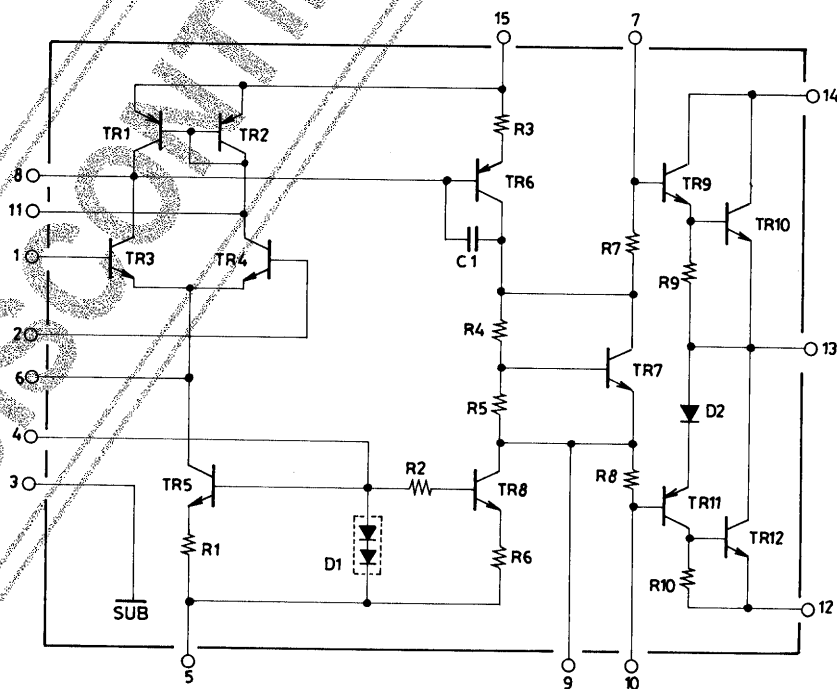 15 7
14
TR1 TR2 R3
8 TR6 TR9
11 TR10
1 TR3 TR4 C1 R7 R9
2 R4 13
6 TR7
R5 D2
4 R2
3 TR5 TR8 R8 TR11
R1 D1 R6 TR12
R10
SUB 12
5 9 10
DISCONTIN